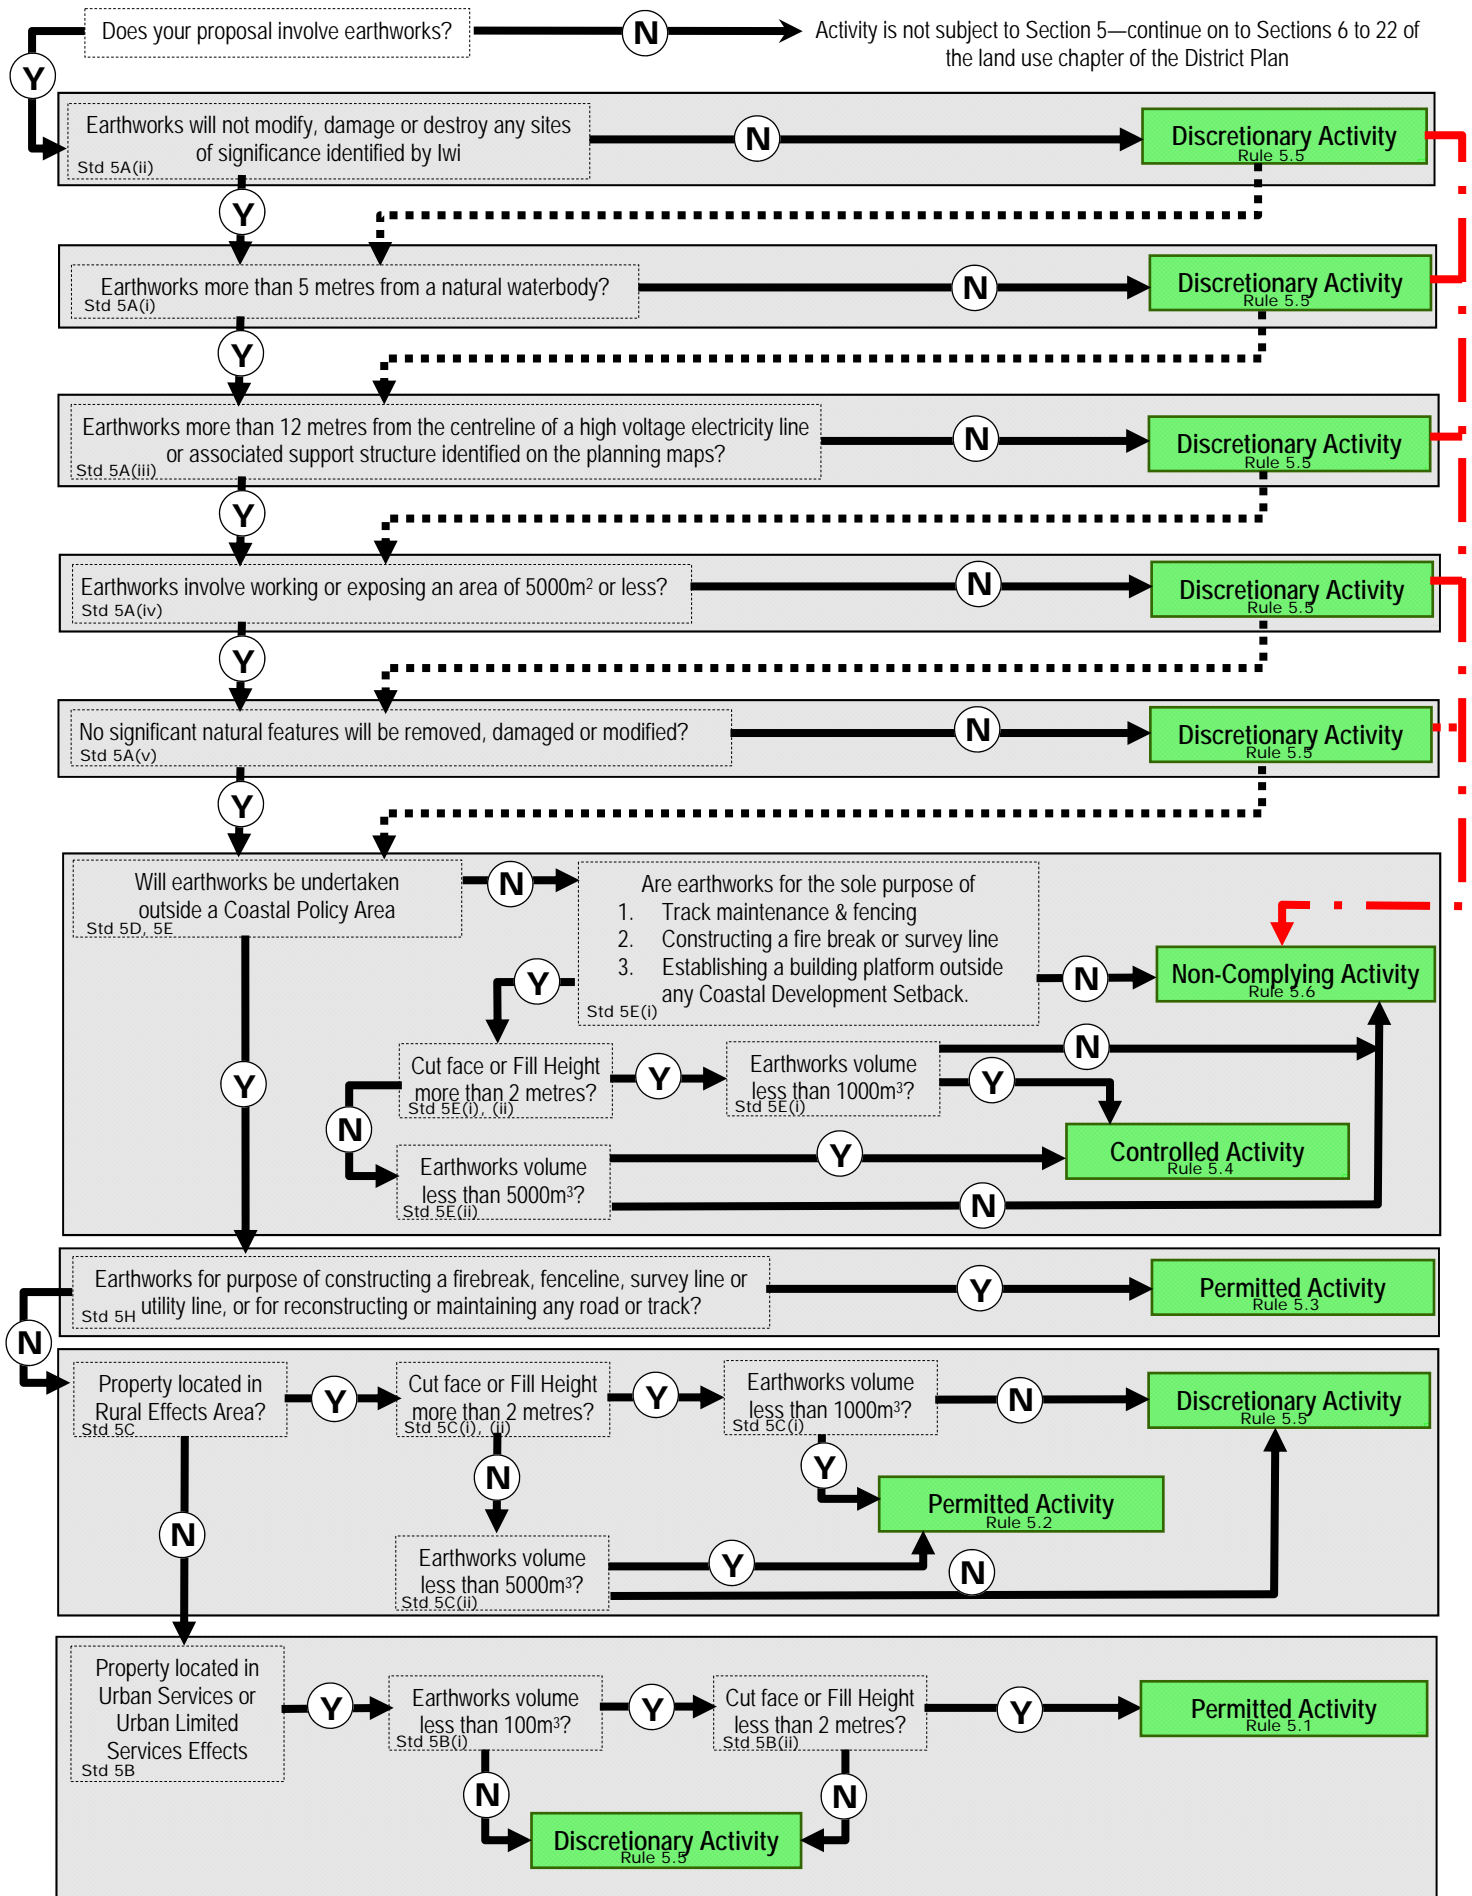 Does your proposal involve earthworks?
N
Activity is not subject to Section 5—continue on to Sections 6 to 22 of
the land use chapter of the District Plan
Y
Earthworks will not modify, damage or destroy any sites
of significance identified by Iwi
Std 5A(ii)
N
Discretionary Activity
Rule 5.5
Y
Earthworks more than 5 metres from a natural waterbody?
Std 5A(i)
N
Discretionary Activity
Rule 5.5
Y
Earthworks more than 12 metres from the centreline of a high voltage electricity line
or associated support structure identified on the planning maps?
Std 5A(iii)
N
Discretionary Activity
Rule 5.5
Y
Earthworks involve working or exposing an area of 5000m² or less?
Std 5A(iv)
N
Discretionary Activity
Rule 5.5
Y
No significant natural features will be removed, damaged or modified?
Std 5A(v)
N
Discretionary Activity
Rule 5.5
Y
Will earthworks be undertaken
outside a Coastal Policy Area
Std 5D, 5E
N
Are earthworks for the sole purpose of
1. Track maintenance & fencing
2. Constructing a fire break or survey line
3. Establishing a building platform outside
any Coastal Development Setback.
Std 5E(i)
N
Non-Complying Activity
Rule 5.6
Y
Y
Cut face or Fill Height
more than 2 metres?
Std 5E(i), (ii)
Y
Earthworks volume
less than 1000m³?
Std 5E(i)
N
Y
N
Controlled Activity
Rule 5.4
Earthworks volume
less than 5000m³?
Std 5E(ii)
Y
N
Earthworks for purpose of constructing a firebreak, fenceline, survey line or
utility line, or for reconstructing or maintaining any road or track?
Std 5H
Y
Permitted Activity
Rule 5.3
N
Property located in
Rural Effects Area?
Std 5C
Y
Cut face or Fill Height
more than 2 metres?
Std 5C(i), (ii)
Y
Earthworks volume
less than 1000m³?
Std 5C(i)
N
Discretionary Activity
Rule 5.5
Y
N
Permitted Activity
Rule 5.2
N
Earthworks volume
less than 5000m³?
Std 5C(ii)
Y
N
Property located in
Urban Services or
Urban Limited
Services Effects
Std 5B
Y
Earthworks volume
less than 100m³?
Std 5B(i)
Y
Cut face or Fill Height
less than 2 metres?
Std 5B(ii)
Y
Permitted Activity
Rule 5.1
N
N
Discretionary Activity
Rule 5.5